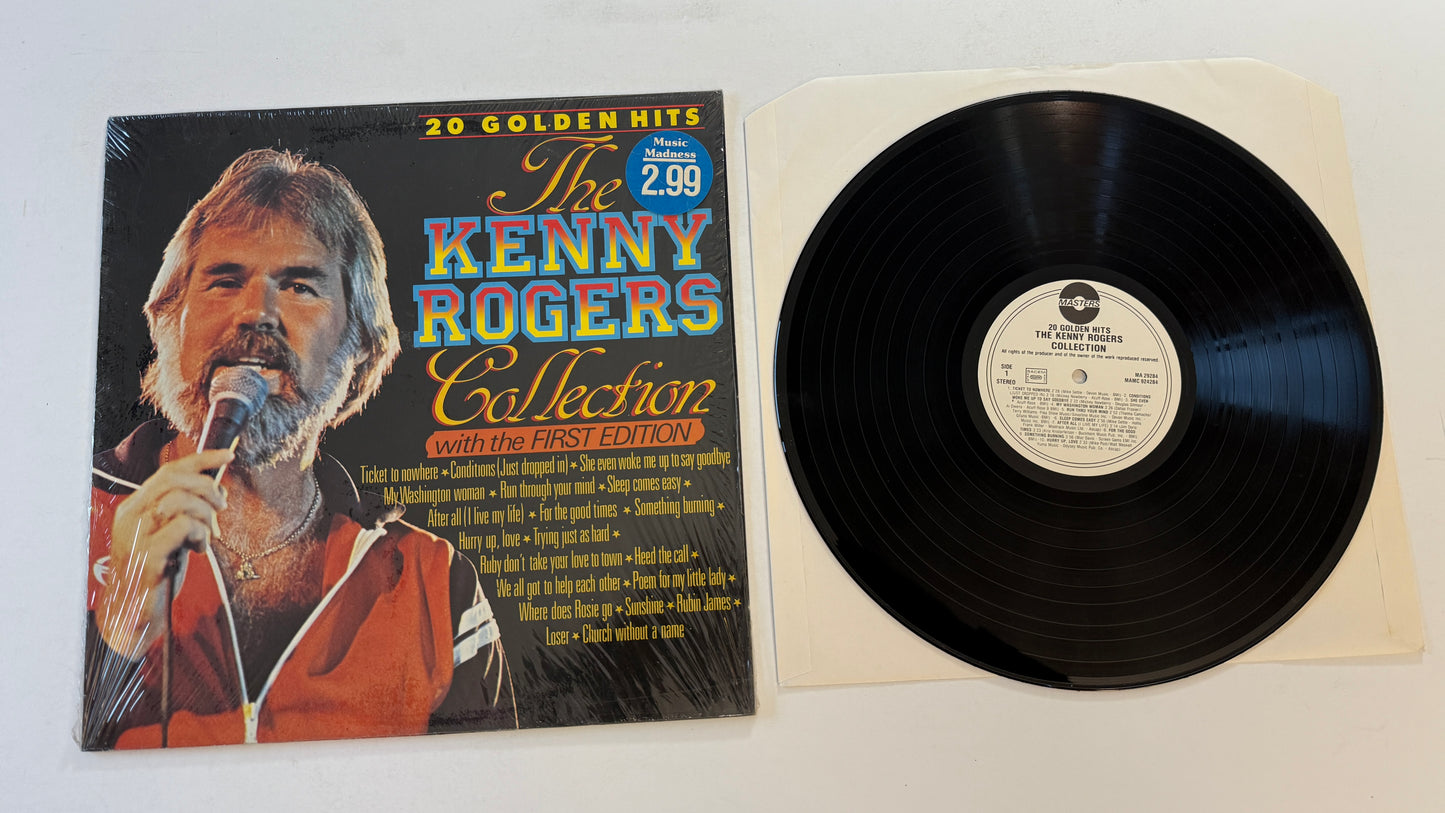 20 GOLDEN HITS
The
Music
Madness
2.99
KENNY
ROGERS
Collection
with the FIRST EDITION
Ticket to nowhere ★ Conditions (Just dropped in) ★ She even woke me up to say goodbye
My Washington woman ★ Run through your mind ★ Sleep comes easy ★
After all (I live my life) ★ For the good times ★ Something burning ★
Hurry up, love ★ Trying just as hard ★
Ruby don't take your love to town ★ Heed the call ★
We all got to help each other ★ Poem for my little lady ★
Where does Rosie go ★ Sunshine ★ Rubin James ★
Loser ★ Church without a name
MASTERS
20 GOLDEN HITS
THE KENNY ROGERS
COLLECTION
All rights of the producer and of the owner of the work reproduced reserved
SIDE
1
STEREO
MA 29284
MAMC 924284